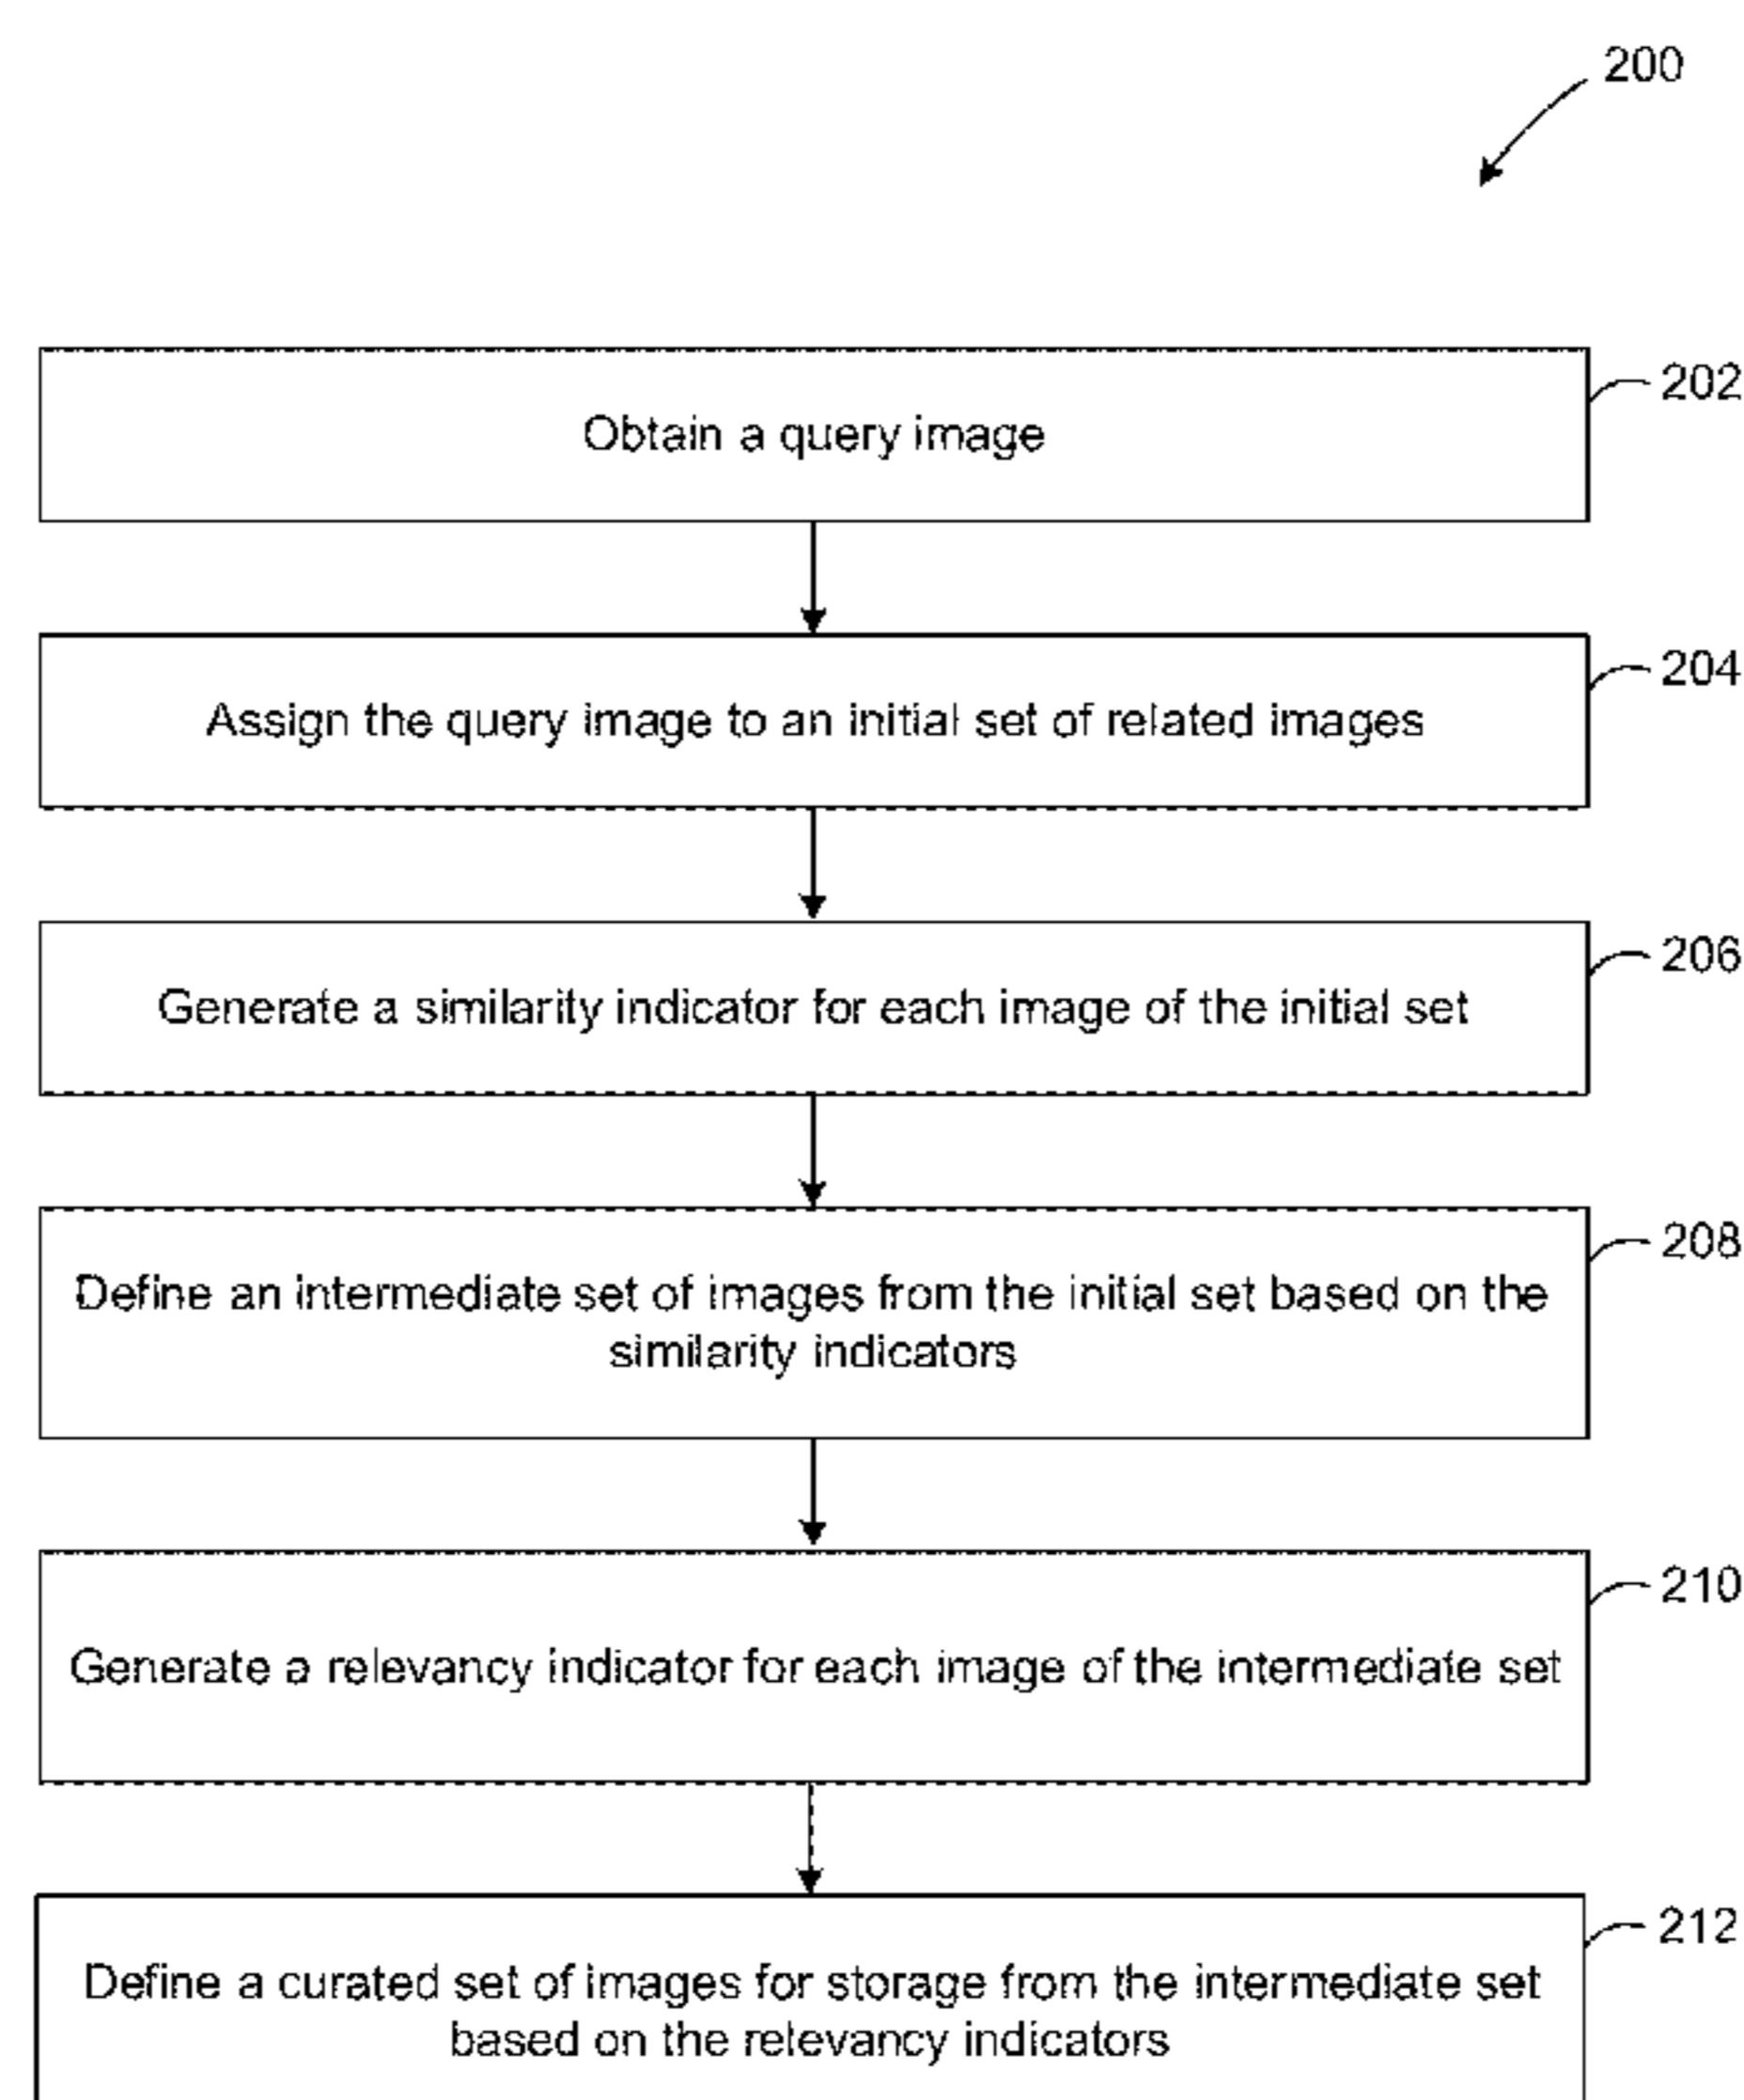 200
202
Obtain a query image
204
Assign the query image to an initial set of related images
206
Generate a similarity indicator for each image of the initial set
208
Define an intermediate set of images from the initial set based on the
similarity indicators
210
Generate a relevancy indicator for each image of the intermediate set
212
Define a curated set of images for storage from the intermediate set
based on the relevancy indicators